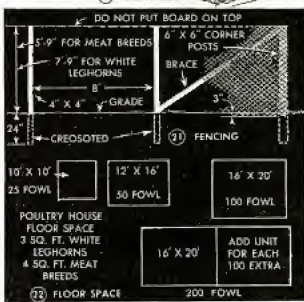 DO NOT PUT BOARD ON TOP
5'-9" FOR MEAT BREEDS
6" X 6" CORNER
POSTS
7'-9" FOR WHITE
LEGHORNS
BRACE
8'
4" X 4"
GRADE
3"
24"
CREOSOTED
21 FENCING
10' X 10'
25 FOWL
12' X 16'
50 FOWL
16' X 20'
100 FOWL
POULTRY HOUSE
FLOOR SPACE
3 SQ. FT. WHITE
LEGHORNS
4 SQ. FT. MEAT
BREEDS
16' X 20'
ADD UNIT
FOR EACH
100 EXTRA
22 FLOOR SPACE
200 FOWL